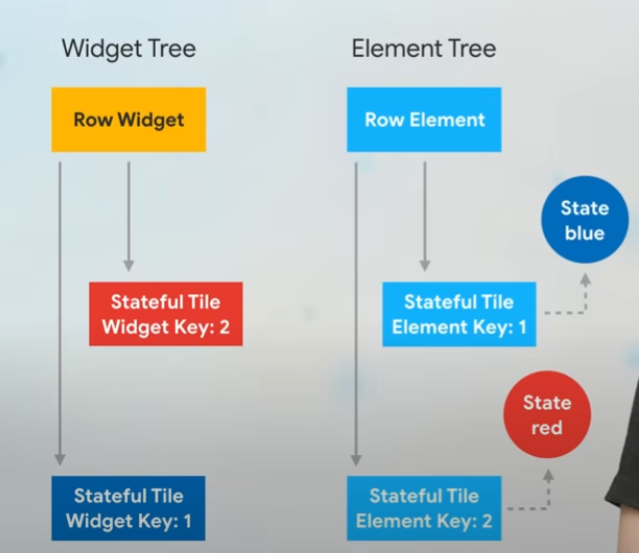 Widget Tree
Element Tree
Row Widget
Row Element
State
blue
Stateful Tile
Widget Key: 2
Stateful Tile
Element Key: 1
State
red
Stateful Tile
Widget Key: 1
Stateful Tile
Element Key: 2